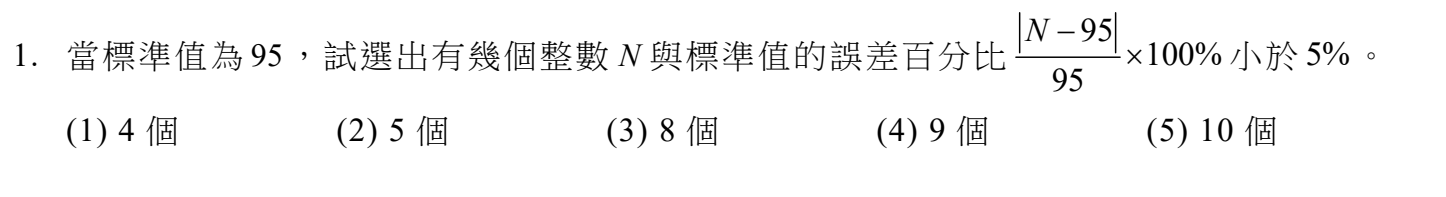 1. 當標準值為 95，試選出有幾個整數 N 與標準值的誤差百分比 |N−95|/95 ×100% 小於 5%。
(1) 4 個 (2) 5 個 (3) 8 個 (4) 9 個 (5) 10 個